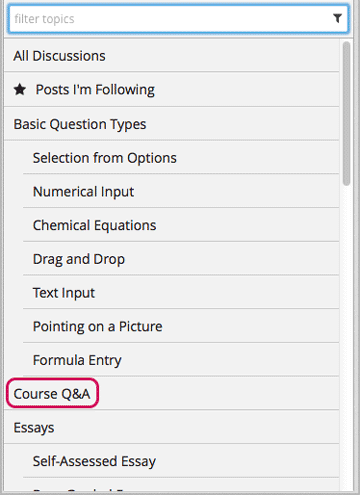 filter topics
All Discussions
Posts I'm Following
Basic Question Types
Selection from Options
Numerical Input
Chemical Equations
Drag and Drop
Text Input
Pointing on a Picture
Formula Entry
Course Q&A
Essays
Self-Assessed Essay